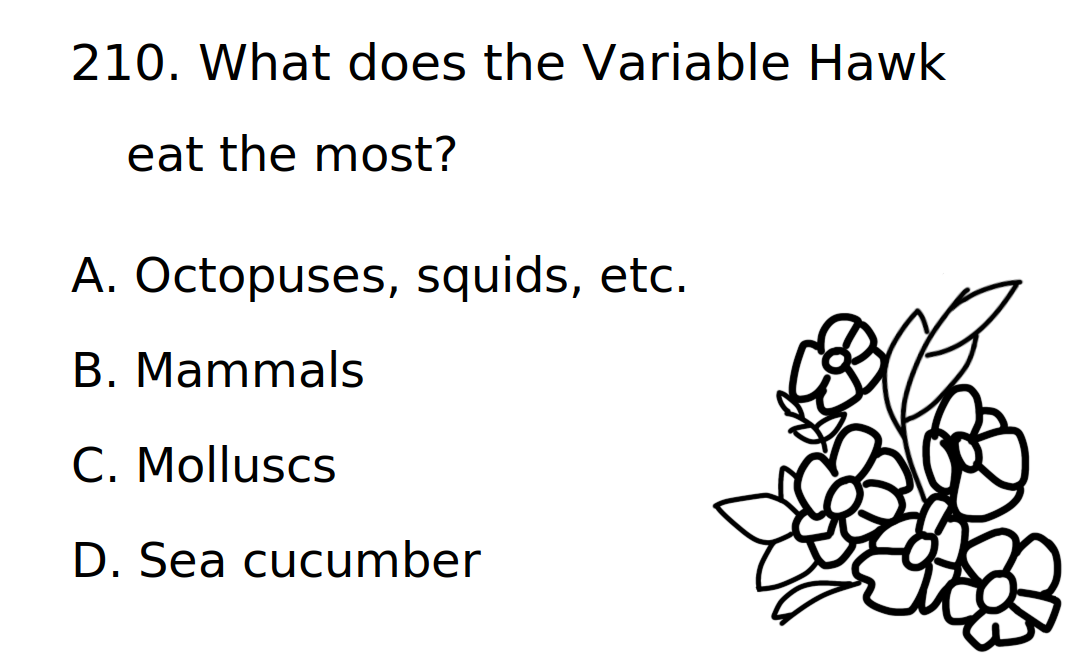 210. What does the Variable Hawk
eat the most?
A. Octopuses, squids, etc.
B. Mammals
C. Molluscs
D. Sea cucumber